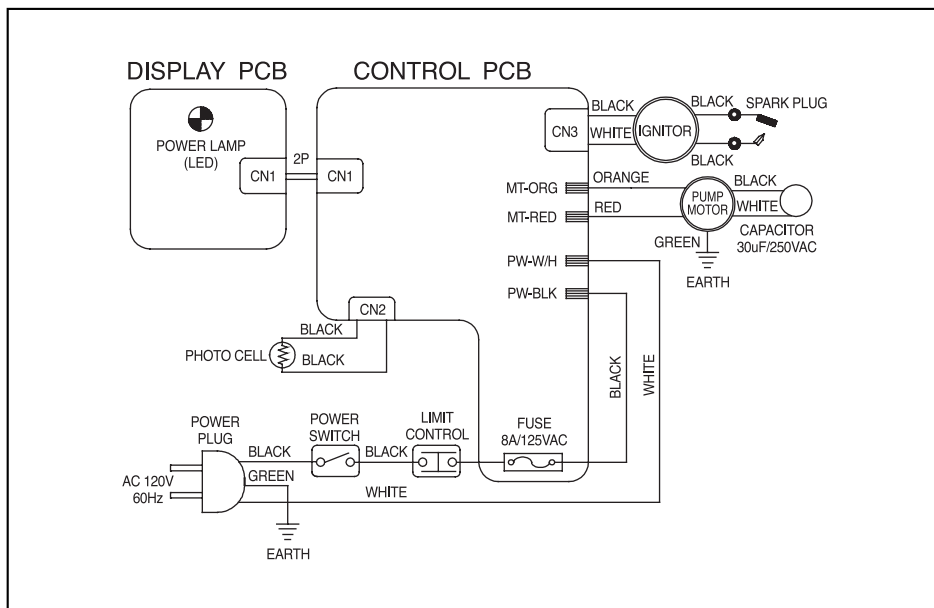 DISPLAY PCB
CONTROL PCB
POWER LAMP
(LED)
CN1
2P
CN1
CN3
BLACK
WHITE
IGNITOR
BLACK
BLACK
SPARK PLUG
MT-ORG
ORANGE
MT-RED
RED
PUMP
MOTOR
BLACK
WHITE
CAPACITOR
30uF/250VAC
GREEN
EARTH
PW-W/H
PW-BLK
CN2
BLACK
BLACK
PHOTO CELL
BLACK
WHITE
POWER
PLUG
AC 120V
60Hz
BLACK
GREEN
POWER
SWITCH
BLACK
LIMIT
CONTROL
FUSE
8A/125VAC
WHITE
EARTH